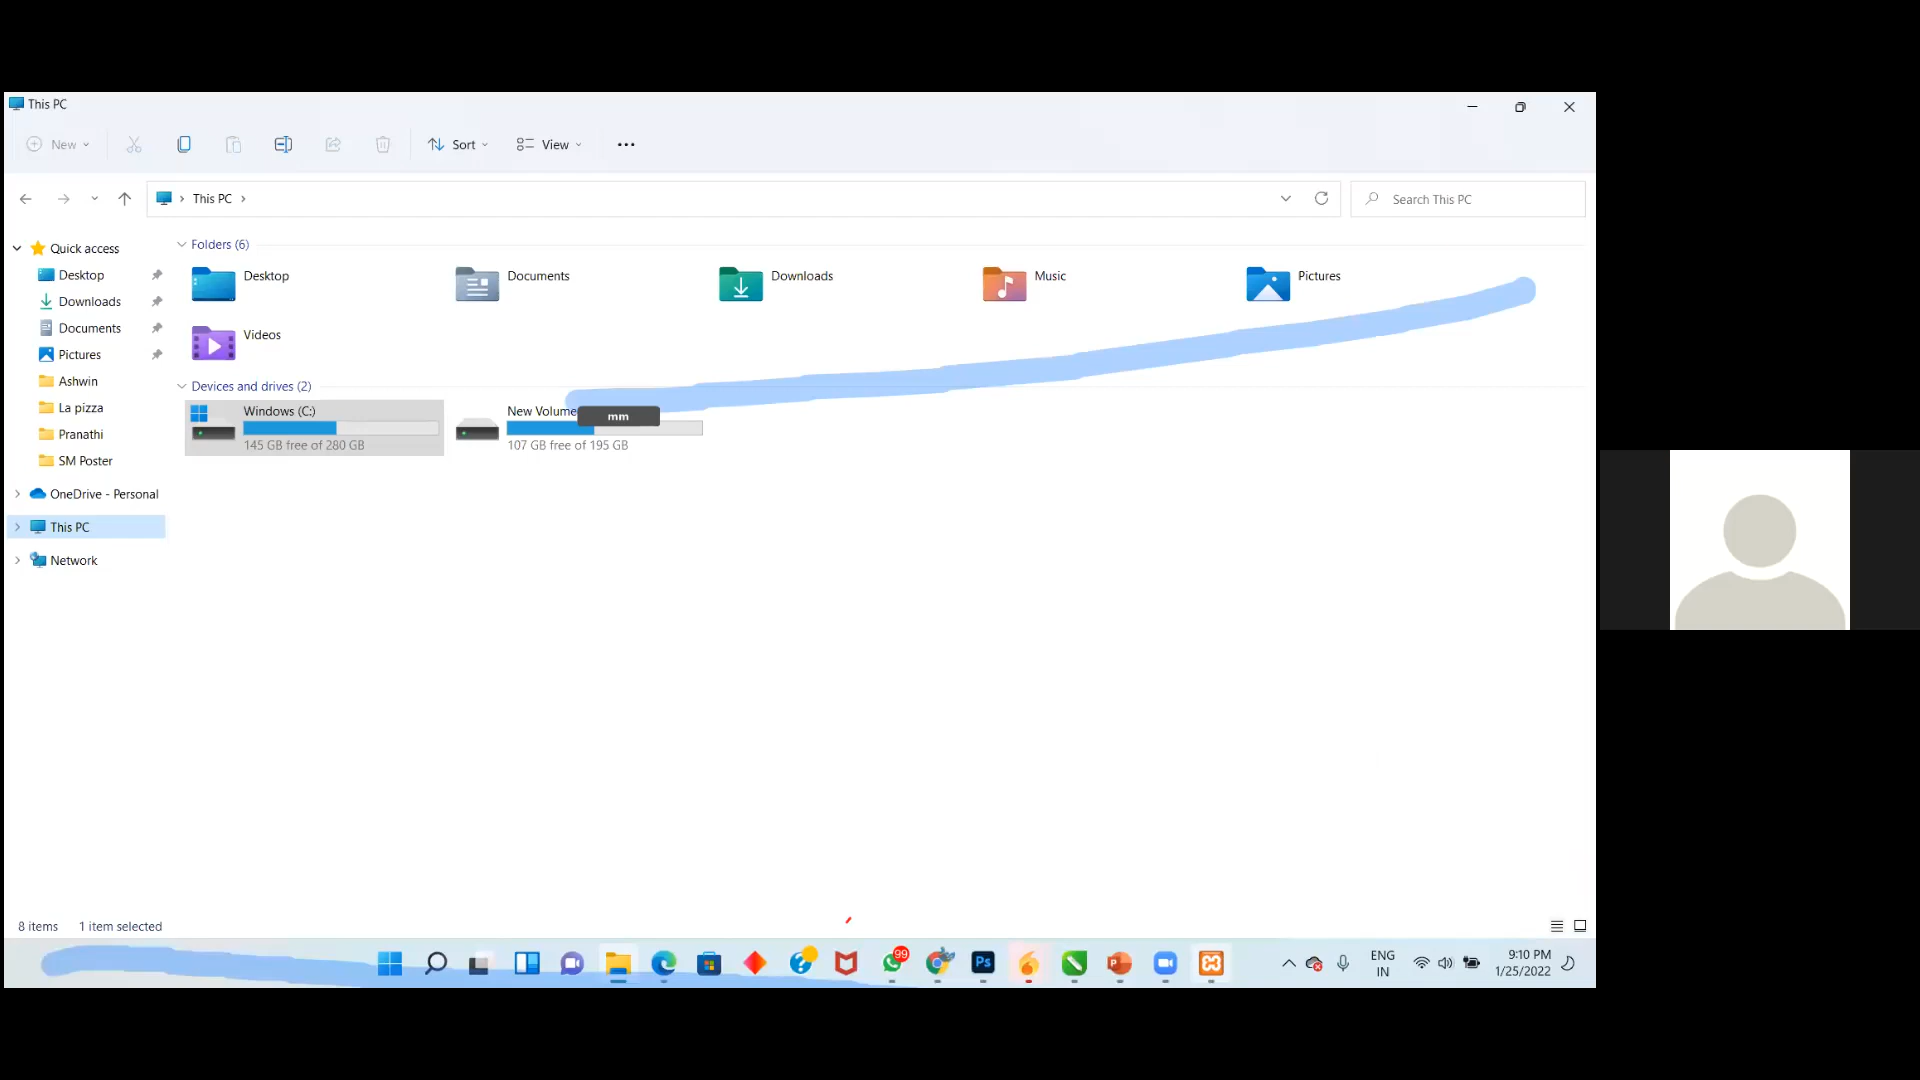 This PC
New
Sort
View
This PC
Search This PC
Quick access
Desktop
Downloads
Documents
Pictures
Ashwin
La pizza
Pranathi
SM Poster
OneDrive - Personal
This PC
Network
Folders (6)
Desktop
Documents
Downloads
Music
Pictures
Videos
Devices and drives (2)
Windows (C:)
145 GB free of 280 GB
New Volume
mm
107 GB free of 195 GB
8 items 1 item selected
99
Ps
P
ENG
IN
9:10 PM
1/25/2022